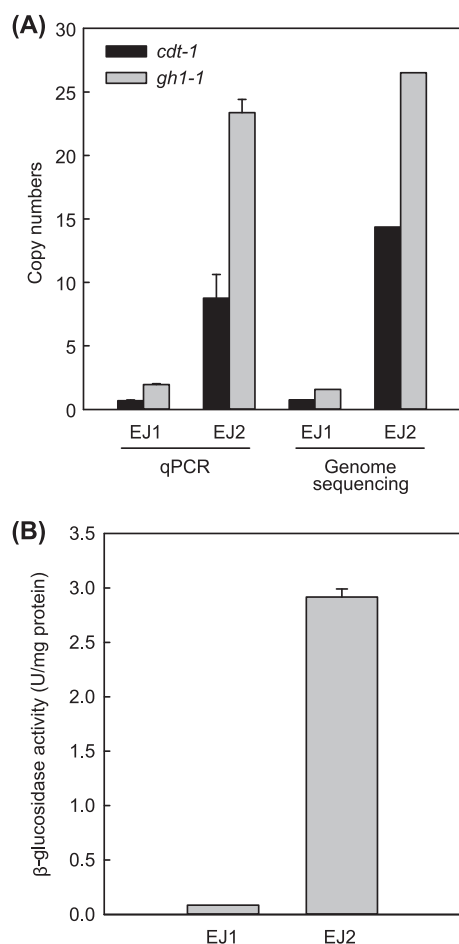 (A)
30
25
20
15
10
5
0
Copy numbers
cdt-1
gh1-1
EJ1 EJ2 EJ1 EJ2
qPCR Genome
sequencing
(B)
3.5
3.0
2.5
2.0
1.5
1.0
0.5
0.0
β-glucosidase activity (U/mg protein)
EJ1 EJ2